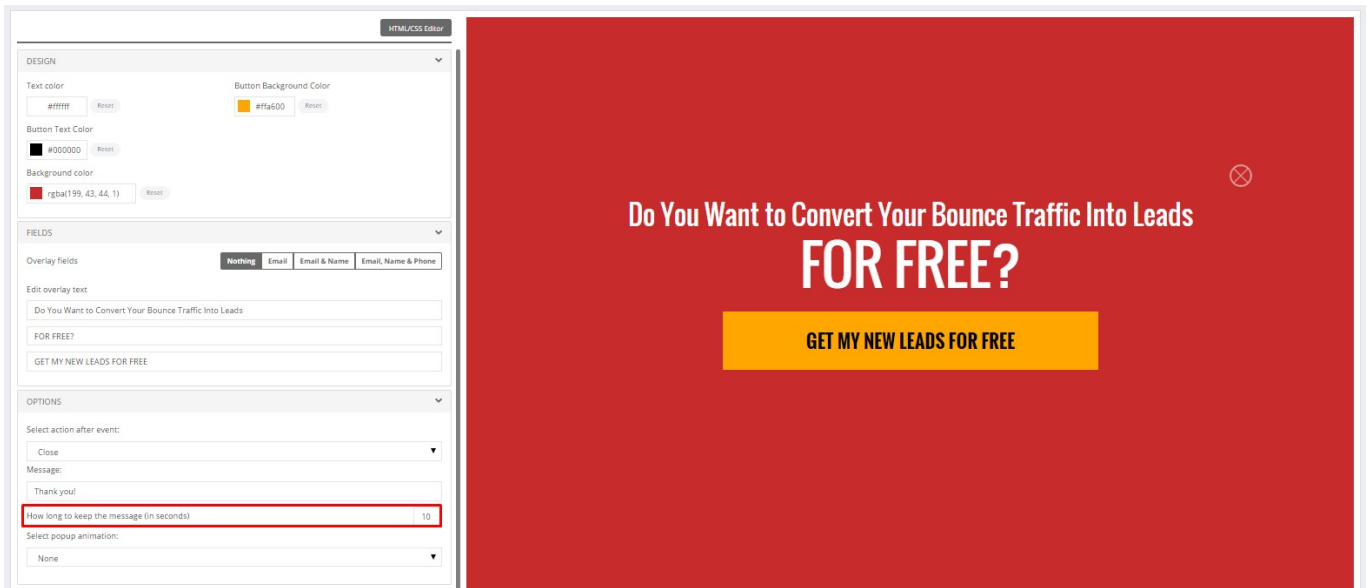 HTML/CSS Editor
DESIGN
Text color
Button Background Color
#ffffff Reset
#ffa600 Reset
Button Text Color
#000000 Reset
Background color
rgba(199, 43, 44, 1) Reset
FIELDS
Overlay fields
Nothing Email Email & Name Email, Name & Phone
Edit overlay text
Do You Want to Convert Your Bounce Traffic Into Leads
FOR FREE?
GET MY NEW LEADS FOR FREE
OPTIONS
Select action after event:
Close
Message:
Thank you!
How long to keep the message (in seconds) 10
Select popup animation:
None
Do You Want to Convert Your Bounce Traffic Into Leads
FOR FREE?
GET MY NEW LEADS FOR FREE